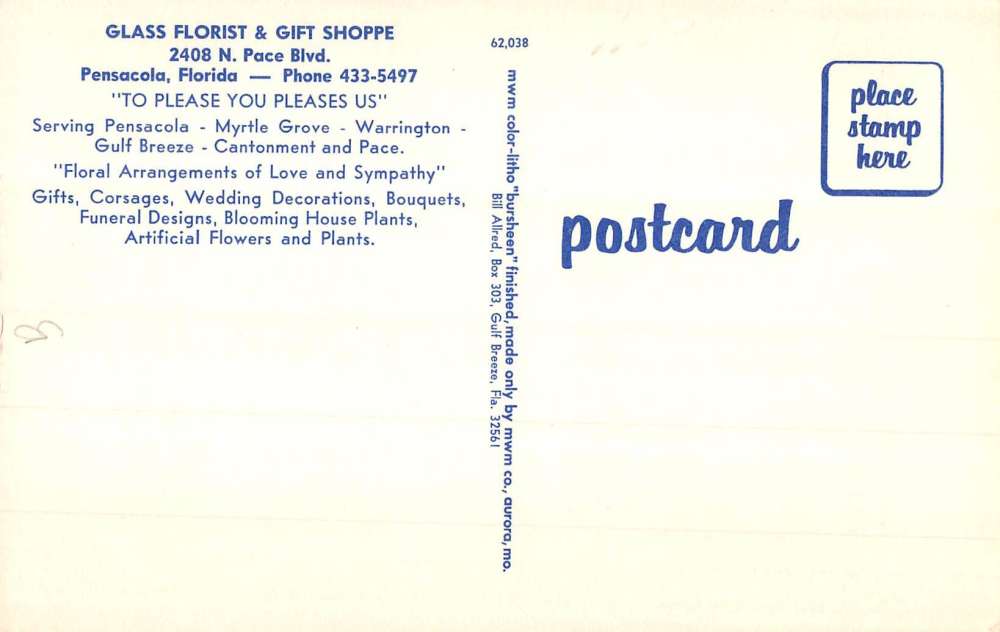 GLASS FLORIST & GIFT SHOPPE
2408 N. Pace Blvd.
Pensacola, Florida — Phone 433-5497
"TO PLEASE YOU PLEASES US"
Serving Pensacola - Myrtle Grove - Warrington -
Gulf Breeze - Cantonment and Pace.
"Floral Arrangements of Love and Sympathy"
Gifts, Corsages, Wedding Decorations, Bouquets,
Funeral Designs, Blooming House Plants,
Artificial Flowers and Plants.
62,038
mwm color-litho "bursheen" finished, made only by mwm co., aurora, mo.
Bill Allred, Box 303, Gulf Breeze, Fla. 32561
place
stamp
here
postcard